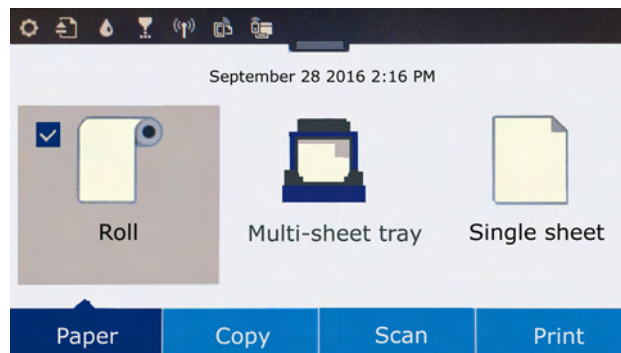 September 28 2016 2:16 PM
Roll
Multi-sheet tray
Single sheet
Paper
Copy
Scan
Print